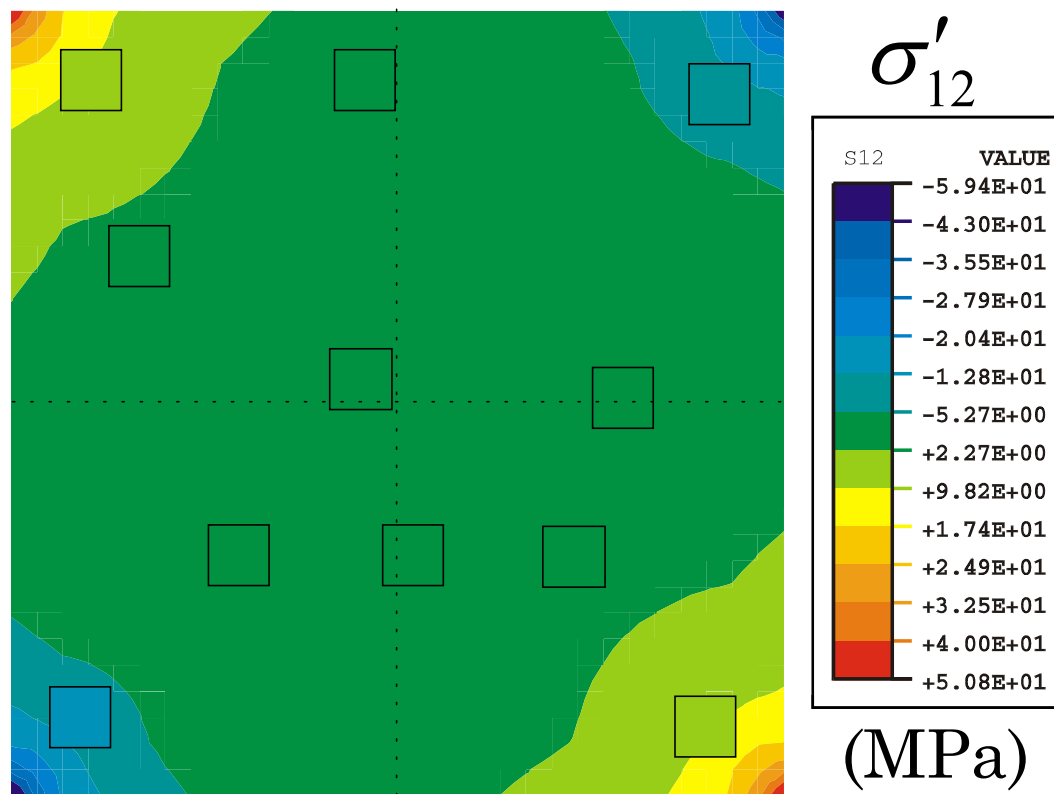 σ′₁₂
S12 VALUE
-5.94E+01
-4.30E+01
-3.55E+01
-2.79E+01
-2.04E+01
-1.28E+01
-5.27E+00
+2.27E+00
+9.82E+00
+1.74E+01
+2.49E+01
+3.25E+01
+4.00E+01
+5.08E+01
(MPa)